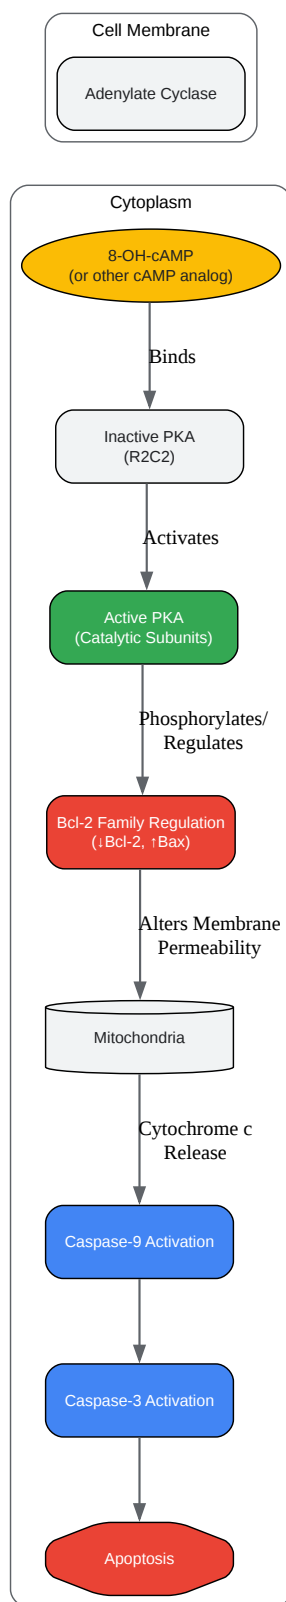 Cell Membrane
Adenylate Cyclase
Cytoplasm
8-OH-cAMP
(or other cAMP analog)
Binds
Inactive PKA
(R2C2)
Activates
Active PKA
(Catalytic Subunits)
Phosphorylates/
Regulates
Bcl-2 Family Regulation
(↓Bcl-2, ↑Bax)
Alters Membrane
Permeability
Mitochondria
Cytochrome c
Release
Caspase-9 Activation
Caspase-3 Activation
Apoptosis